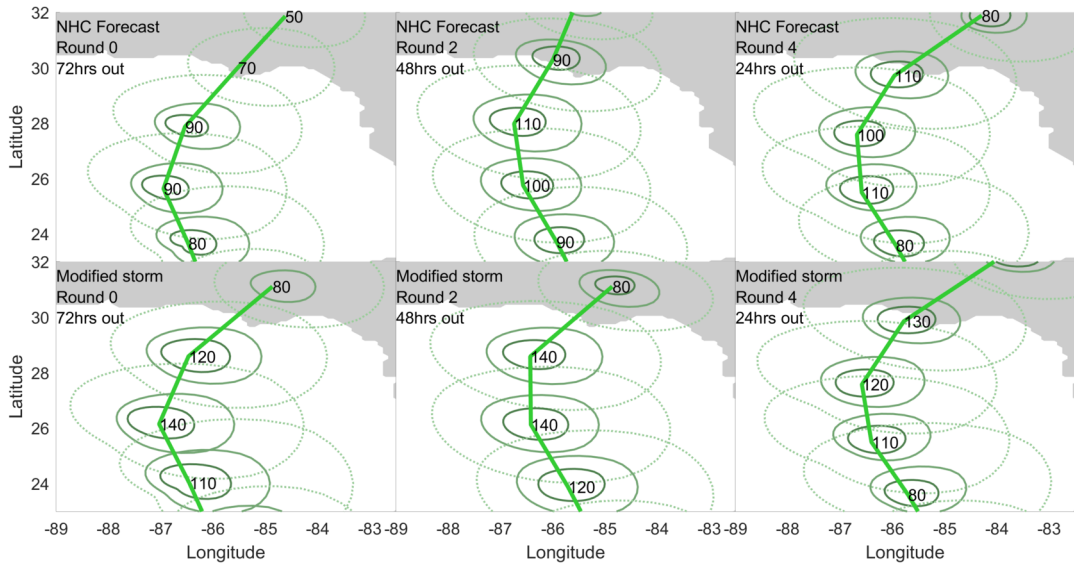 32
30
28
26
24
Latitude
NHC Forecast
Round 0
72hrs out
50
70
90
90
80
NHC Forecast
Round 2
48hrs out
90
110
100
90
NHC Forecast
Round 4
24hrs out
80
110
100
110
80
32
30
28
26
24
Latitude
Modified storm
Round 0
72hrs out
80
120
140
110
Modified storm
Round 2
48hrs out
80
140
140
120
Modified storm
Round 4
24hrs out
130
120
110
80
-89 -88 -87 -86 -85 -84 -83
Longitude
-89 -88 -87 -86 -85 -84 -83
Longitude
-89 -88 -87 -86 -85 -84 -83
Longitude